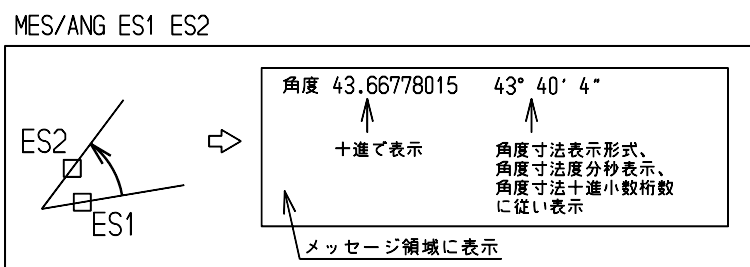 MES/ANG ES1 ES2
角度 43.66778015 43° 40′ 4″
ES2
十進で表示
角度寸法表示形式、
角度寸法度分秒表示、
角度寸法十進小数桁数
に従い表示
ES1
メッセージ領域に表示